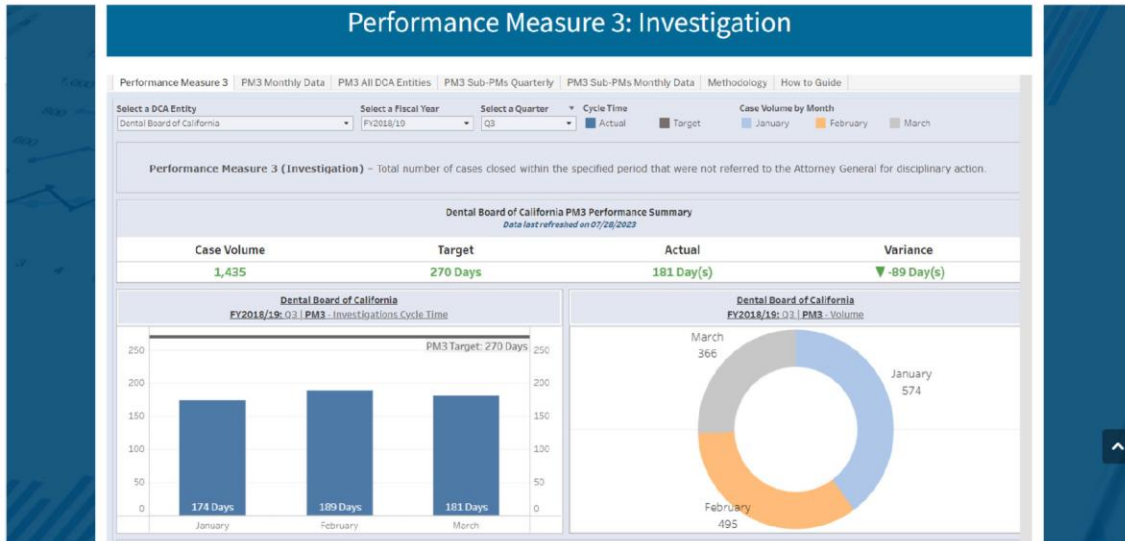 Performance Measure 3: Investigation
Performance Measure 3 PM3 Monthly Data PM3 All DCA Entities PM3 Sub-PMs Quarterly PM3 Sub-PMs Monthly Data Methodology How to Guide
Select a DCA Entity Select a Fiscal Year Select a Quarter Cycle Time Case Volume by Month
Dental Board of California FY2018/19 Q3 Actual Target January February March
Performance Measure 3 (Investigation) – Total number of cases closed within the specified period that were not referred to the Attorney General for disciplinary action.
Dental Board of California PM3 Performance Summary
Data last refreshed on 07/28/2023
Case Volume Target Actual Variance
1,435 270 Days 181 Day(s) ▼ -89 Day(s)
Dental Board of California
FY2018/19: Q3 | PM3 - Investigations Cycle Time
PM3 Target: 270 Days
250 250
200 200
150 150
100 100
50 50
0 0
174 Days 189 Days 181 Days
January February March
Dental Board of California
FY2018/19: Q3 | PM3 - Volume
March
366
January
574
February
495